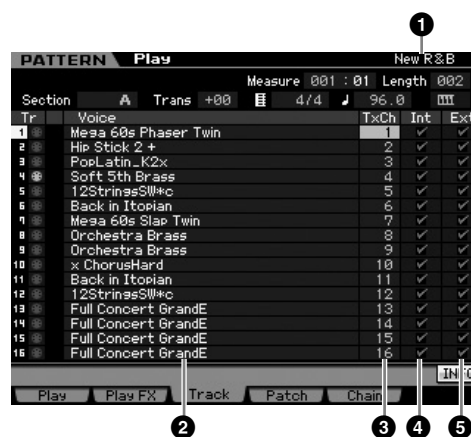 1
PATTERN Play New R&B
Measure 001 : 01 Length 002
Section A Trans +00 4/4 96.0
Tr Voice TxCh Int Ext
1 Mega 60s Phaser Twin 1
2 Hip Stick 2 + 2
3 PopLatin_K2x 3
4 Soft 5th Brass 4
5 12StringsSW*c 5
6 Back in Itopian 6
7 Mega 60s Slap Twin 7
8 Orchestra Brass 8
9 Orchestra Brass 9
10 x ChorusHard 10
11 Back in Itopian 11
12 12StringsSW*c 12
13 Full Concert GrandE 13
14 Full Concert GrandE 14
15 Full Concert GrandE 15
16 Full Concert GrandE 16
INFO
Play Play FX Track Patch Chain
2 3 4 5